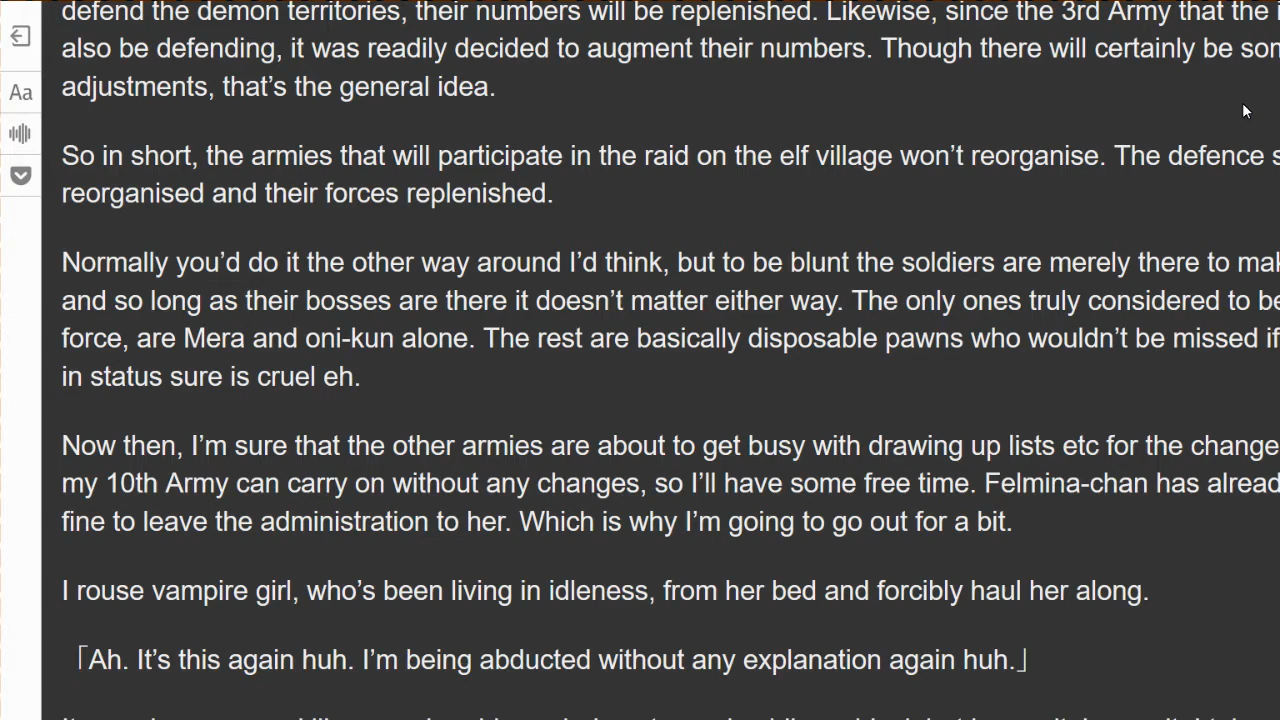 defend the demon territories, their numbers will be replenished. Likewise, since the 3rd Army that the
also be defending, it was readily decided to augment their numbers. Though there will certainly be
adjustments, that’s the general idea.
So in short, the armies that will participate in the raid on the elf village won’t reorganise. The defence
reorganised and their forces replenished.
Normally you’d do it the other way around I’d think, but to be blunt the soldiers are merely there to
and so long as their bosses are there it doesn’t matter either way. The only ones truly considered to
force, are Mera and oni-kun alone. The rest are basically disposable pawns who wouldn’t be missed if
in status sure is cruel eh.
Now then, I’m sure that the other armies are about to get busy with drawing up lists etc for the
my 10th Army can carry on without any changes, so I’ll have some free time. Felmina-chan has
fine to leave the administration to her. Which is why I’m going to go out for a bit.
I rouse vampire girl, who’s been living in idleness, from her bed and forcibly haul her along.
「Ah. It’s this again huh. I’m being abducted without any explanation again huh.」
Aa